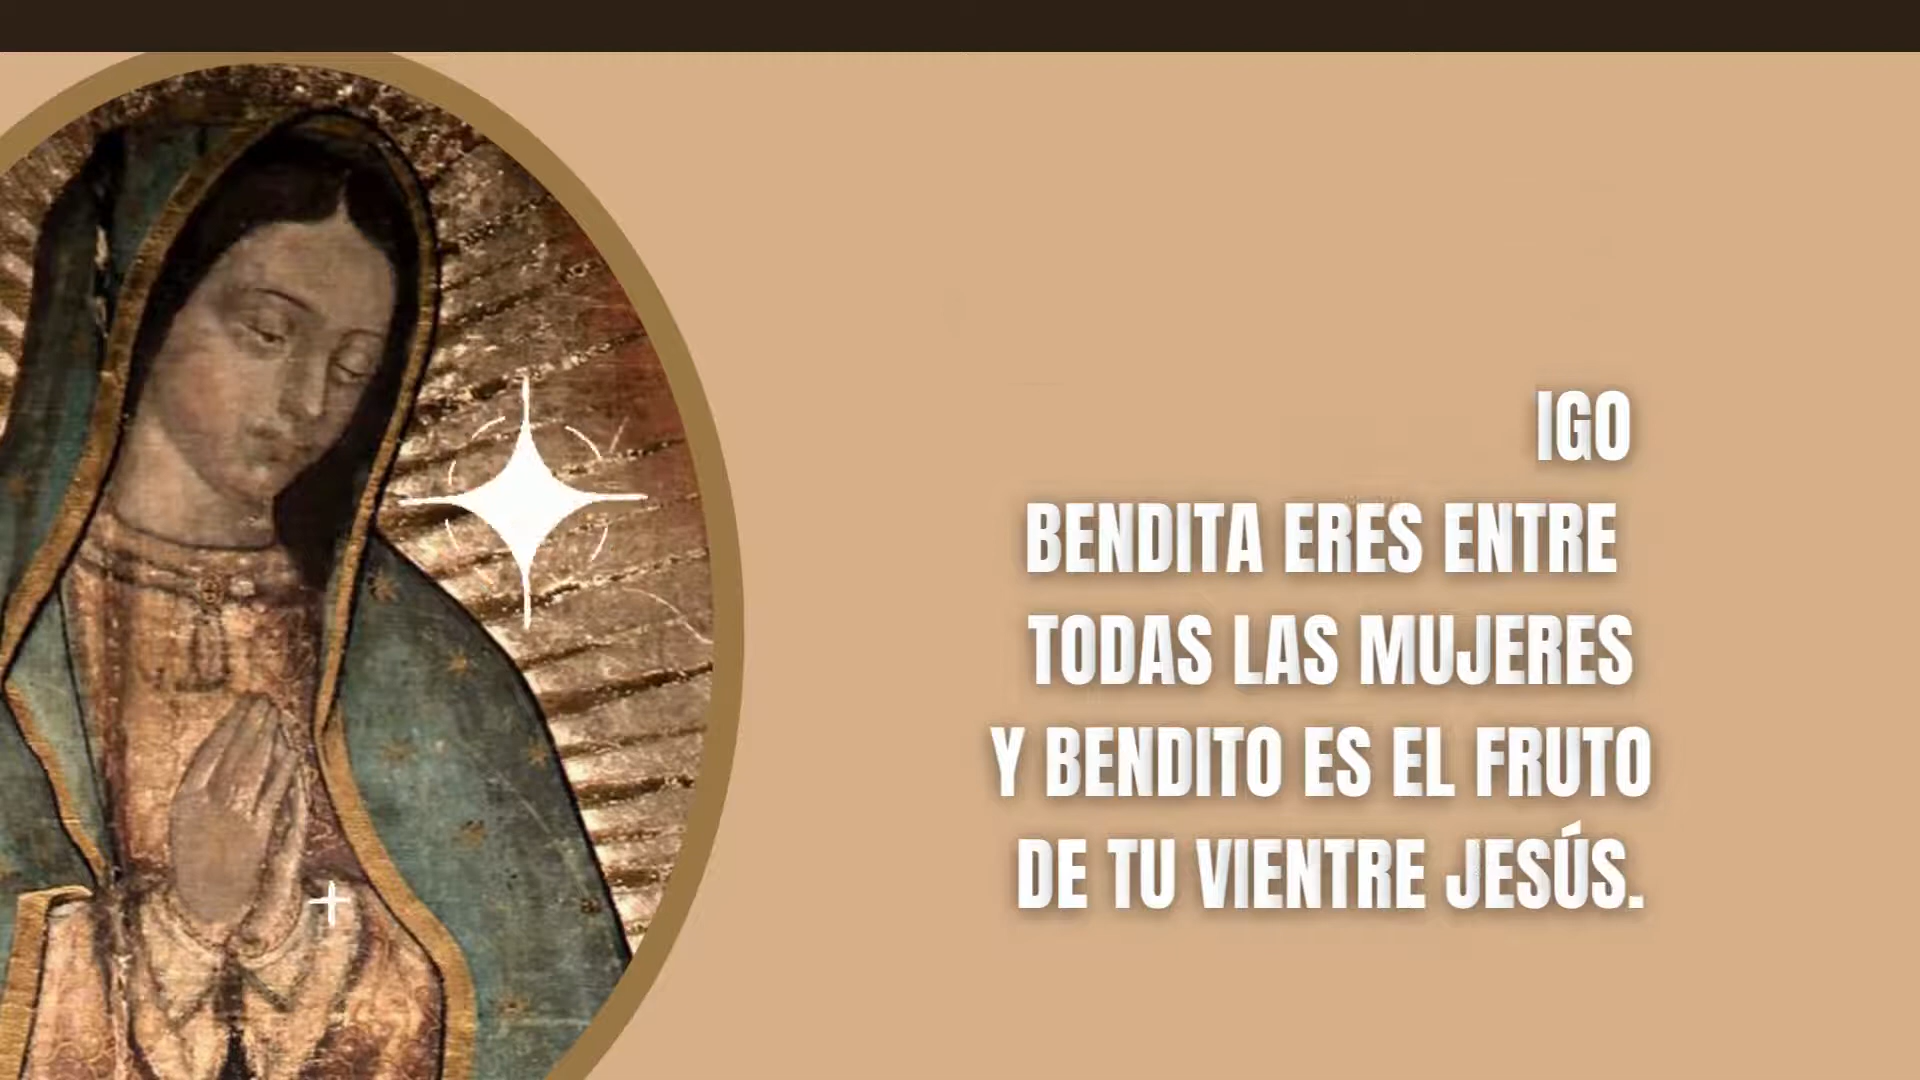 IGO
BENDITA ERES ENTRE
TODAS LAS MUJERES
Y BENDITO ES EL FRUTO
DE TU VIENTRE JESÚS.